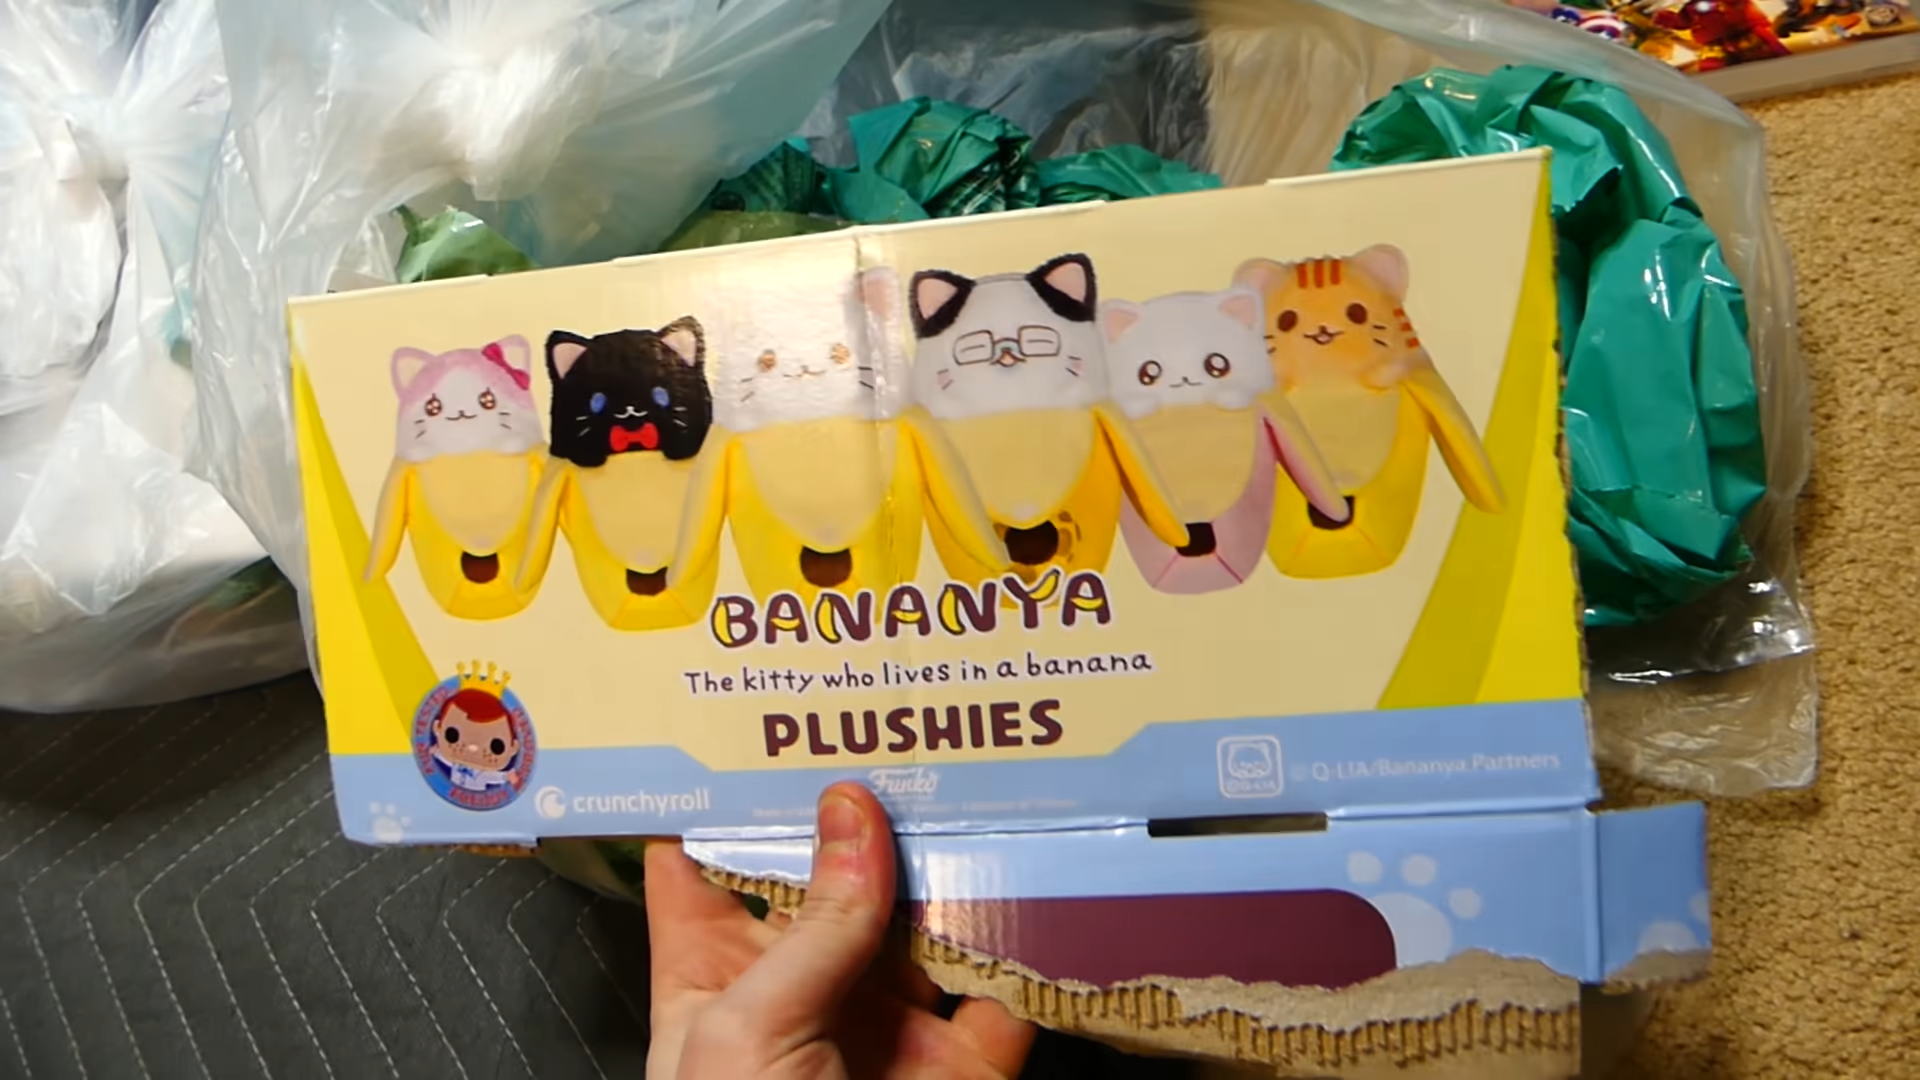 BANANYA
The kitty who lives in a banana
PLUSHIES
crunchyroll
Funko
© Q-LIA/Bananya Partners